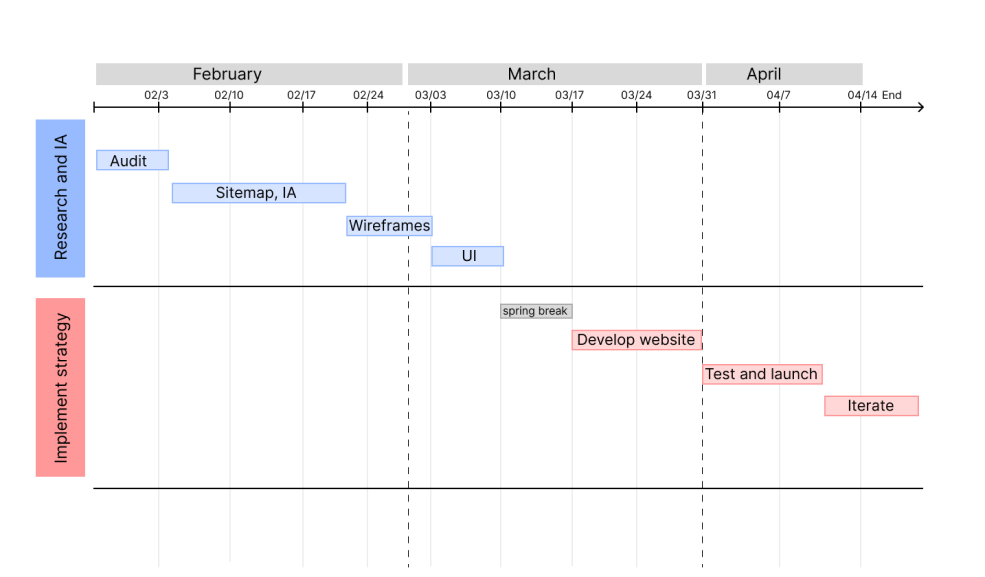 February
March
April
02/3
02/10
02/17
02/24
03/03
03/10
03/17
03/24
03/31
04/7
04/14
End
Research and IA
Audit
Sitemap, IA
Wireframes
UI
Implement strategy
spring break
Develop website
Test and launch
Iterate